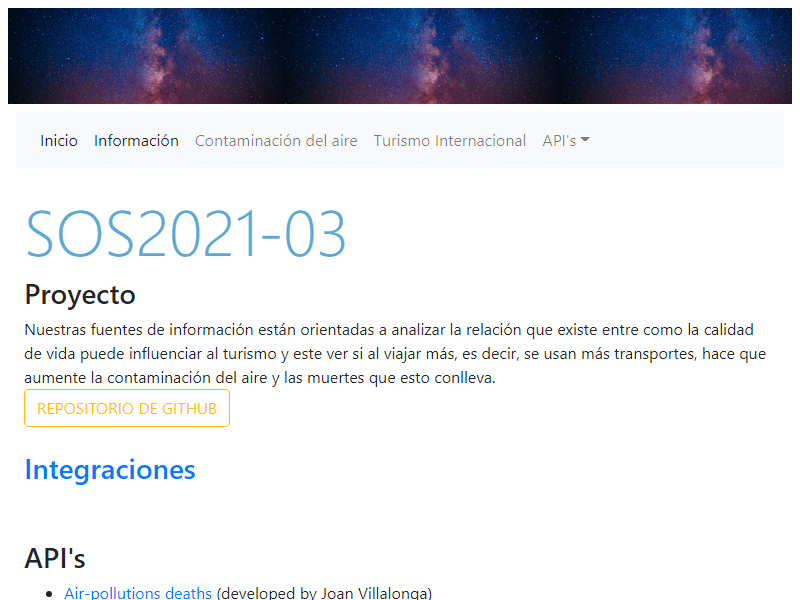 Inicio Información Contaminación del aire Turismo Internacional API's
SOS2021-03
Proyecto
Nuestras fuentes de información están orientadas a analizar la relación que existe entre como la calidad
de vida puede influenciar al turismo y este ver si al viajar más, es decir, se usan más transportes, hace que
aumente la contaminación del aire y las muertes que esto conlleva.
REPOSITORIO DE GITHUB
Integraciones
API's
Air-pollutions deaths (developed by Joan Villalonga)